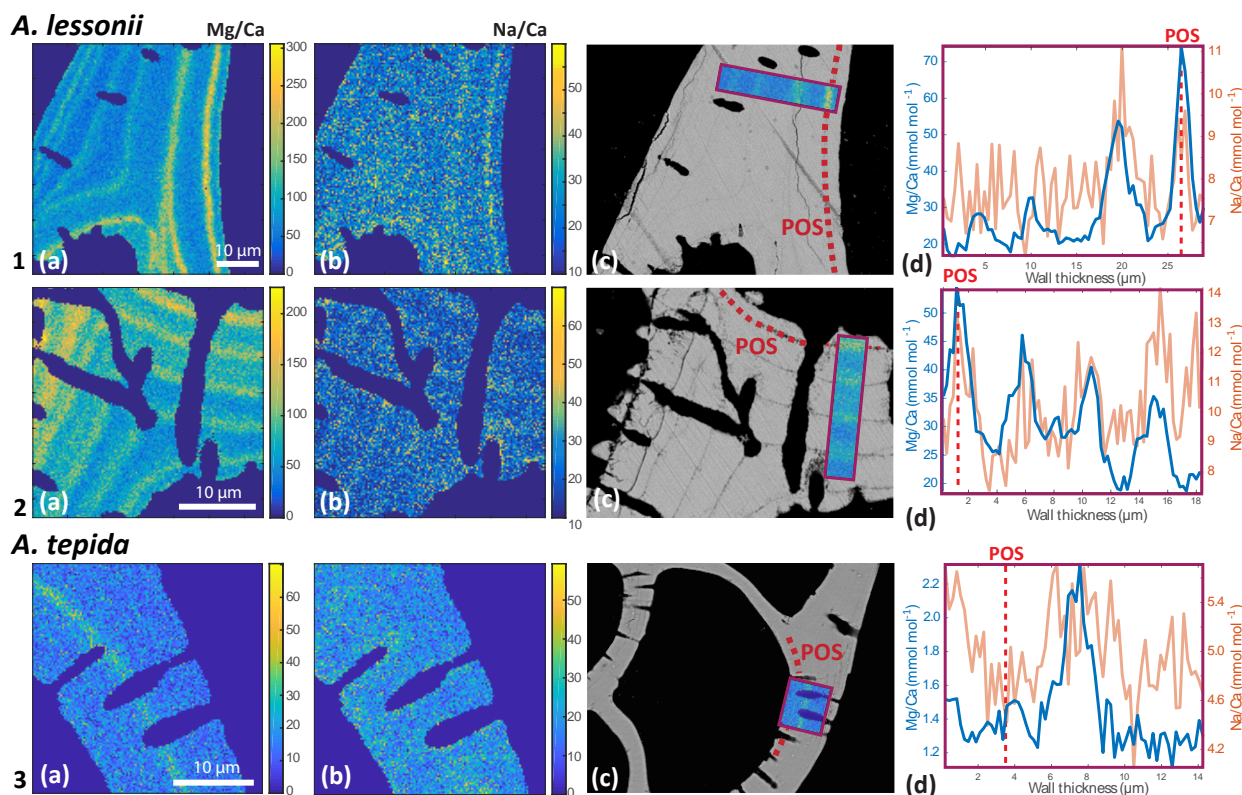 A. lessonii
Mg/Ca
Na/Ca
POS
300
250
200
150
100
50
0
10 µm
1
(a)
60
50
40
30
20
10
(b)
POS
(c)
70
60
50
40
30
20
Mg/Ca (mmol mol⁻¹)
11
10
9
8
7
Na/Ca (mmol mol⁻¹)
5
10
15
20
25
Wall thickness (µm)
(d)
200
150
100
50
0
10 µm
2
(a)
60
50
40
30
20
10
(b)
POS
(c)
POS
50
45
40
35
30
25
20
Mg/Ca (mmol mol⁻¹)
14
13
12
11
10
9
8
Na/Ca (mmol mol⁻¹)
2
4
6
8
10
12
14
16
18
Wall thickness (µm)
(d)
A. tepida
70
60
50
40
30
20
10
0
10 µm
3
(a)
50
40
30
20
10
0
(b)
POS
(c)
POS
2.2
2.0
1.8
1.6
1.4
1.2
Mg/Ca (mmol mol⁻¹)
5.4
5.0
4.6
4.2
Na/Ca (mmol mol⁻¹)
2
4
6
8
10
12
14
Wall thickness (µm)
(d)